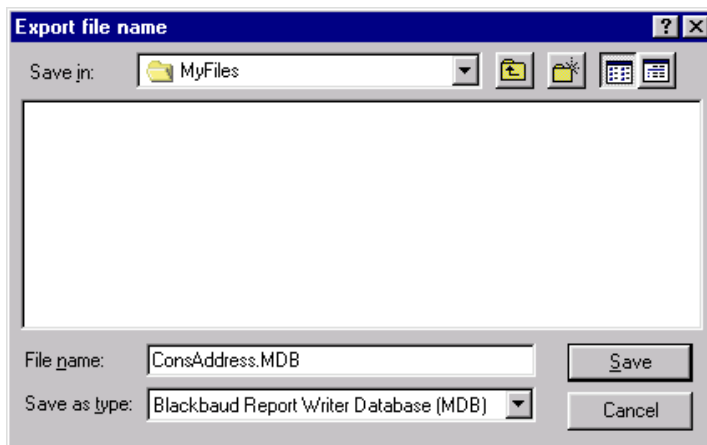 Export file name
Save in: MyFiles
File name: ConsAddress.MDB Save
Save as type: Blackbaud Report Writer Database (MDB) Cancel